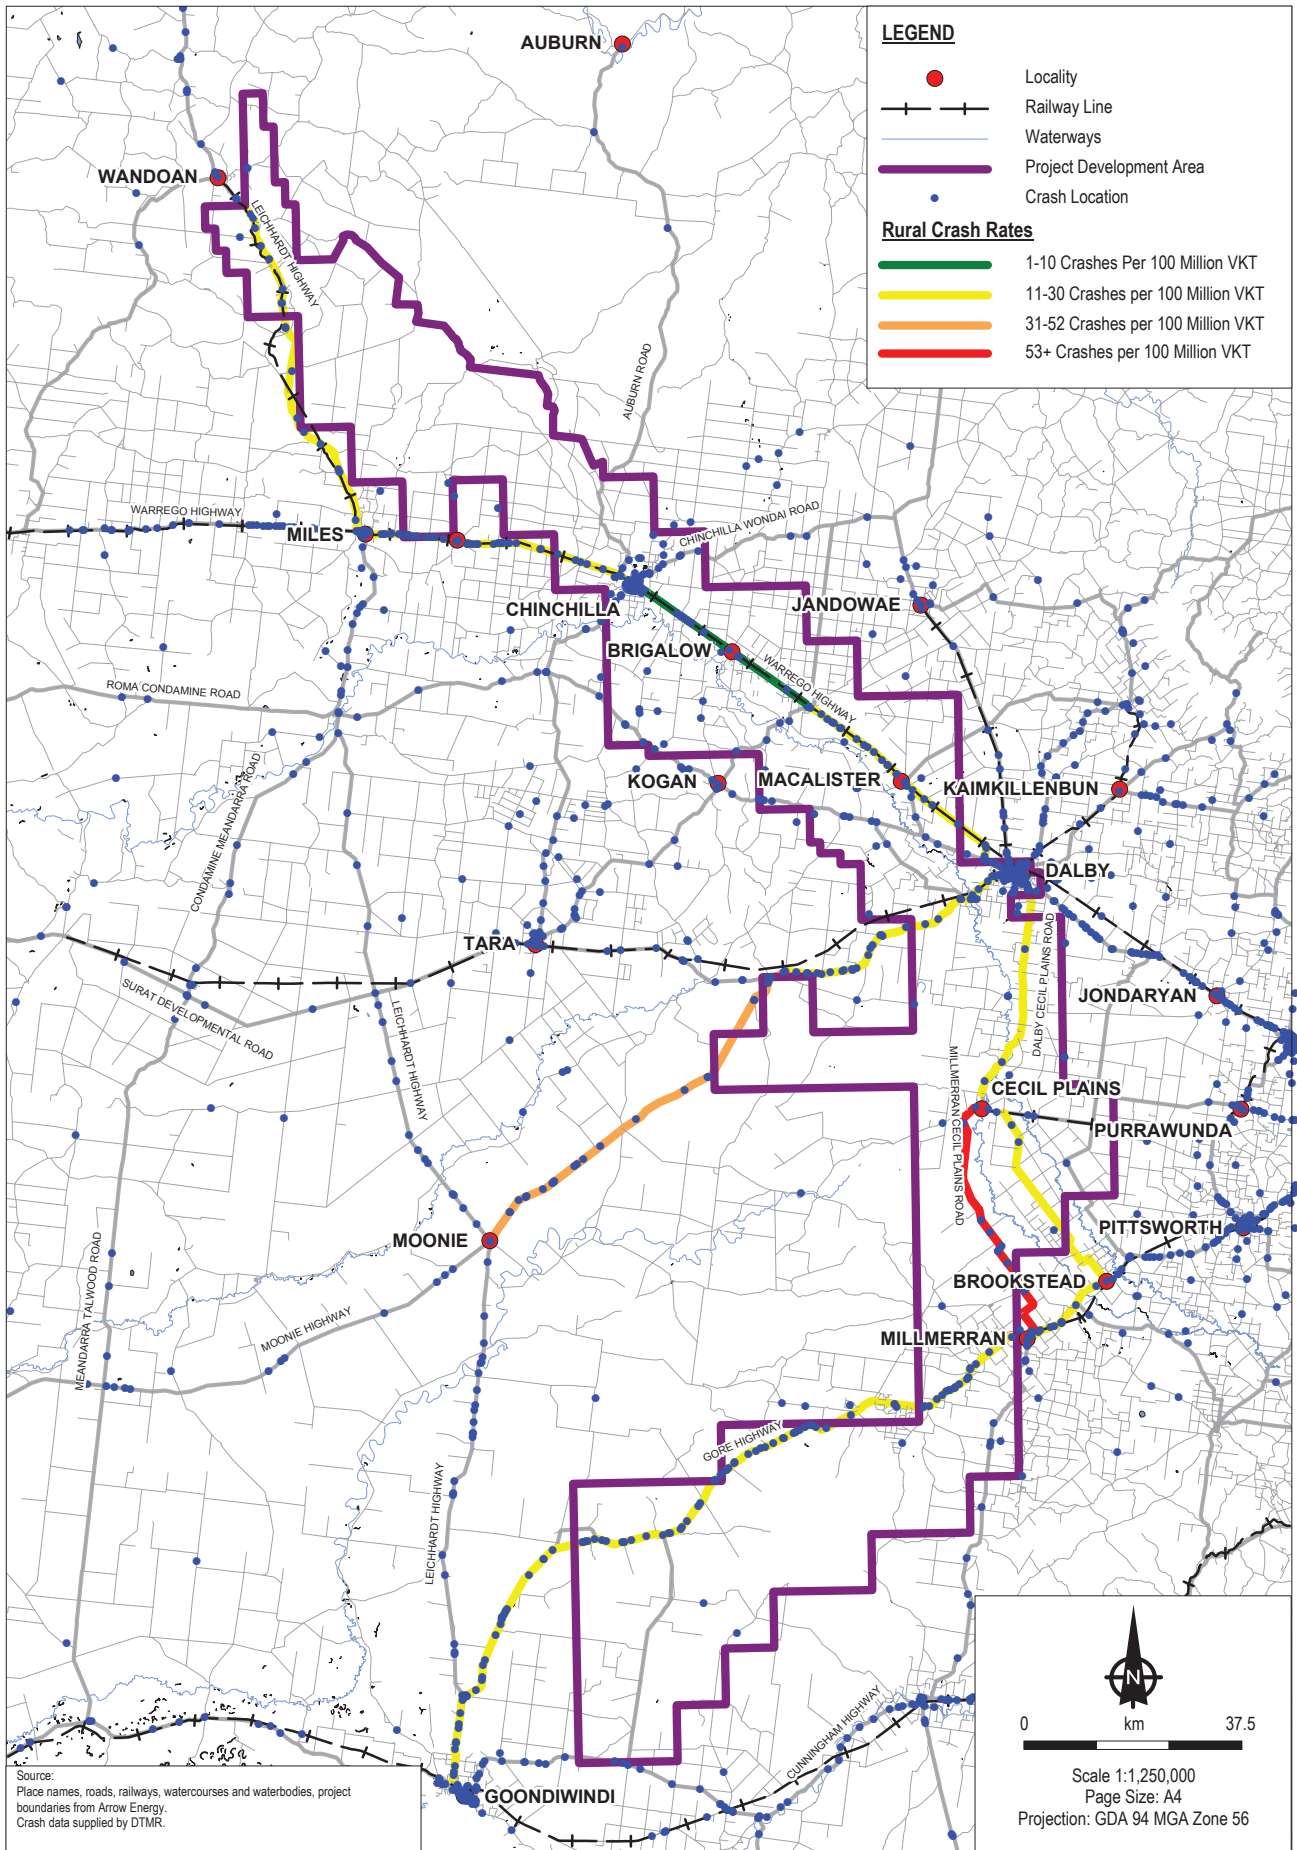 LEGEND
Locality
Railway Line
Waterways
Project Development Area
Crash Location
Rural Crash Rates
1-10 Crashes Per 100 Million VKT
11-30 Crashes per 100 Million VKT
31-52 Crashes per 100 Million VKT
53+ Crashes per 100 Million VKT
AUBURN
WANDOAN
LEICHHARDT HIGHWAY
AUBURN ROAD
WARREGO HIGHWAY
MILES
CHINCHILLA WONDAI ROAD
CHINCHILLA
JANDOWAE
BRIGALOW
WARREGO HIGHWAY
ROMA CONDAMINE ROAD
KOGAN
MACALISTER
KAIMKILLENBUN
CONDAMINE MEANDARRA ROAD
DALBY
TARA
DALBY CECIL PLAINS ROAD
JONDARYAN
SURAT DEVELOPMENTAL ROAD
LEICHHARDT HIGHWAY
MILLMERRAN CECIL PLAINS ROAD
CECIL PLAINS
PURRAWUNDA
MOONIE
PITTSWORTH
BROOKSTEAD
MEANDARRA TALWOOD ROAD
MOONIE HIGHWAY
MILLMERRAN
GORE HIGHWAY
LEICHHARDT HIGHWAY
CUNNINGHAM HIGHWAY
GOONDIWINDI
N
0 km 37.5
Scale 1:1,250,000
Page Size: A4
Projection: GDA 94 MGA Zone 56
Source:
Place names, roads, railways, watercourses and waterbodies, project
boundaries from Arrow Energy.
Crash data supplied by DTMR.